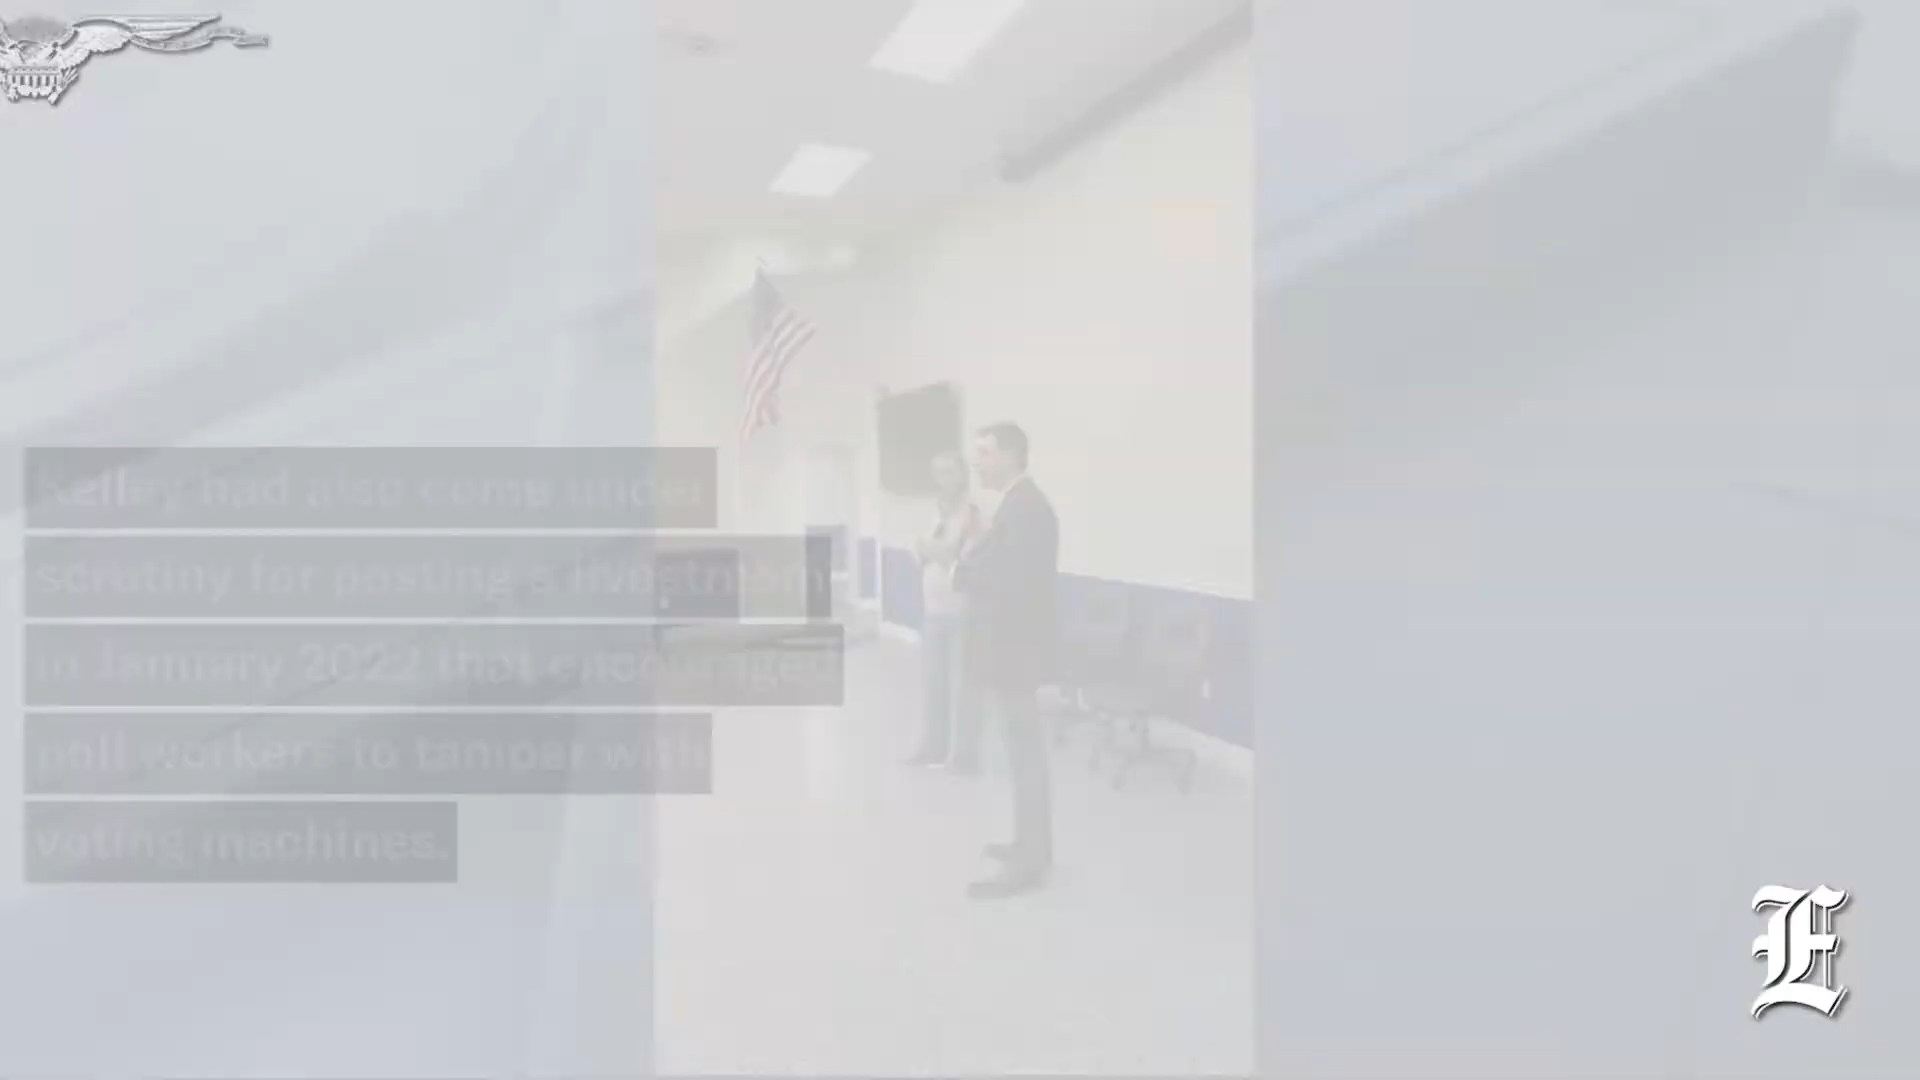 Kelley had also come under
scrutiny for posting a livestream
in January 2022 that encouraged
poll workers to tamper with
voting machines.
E